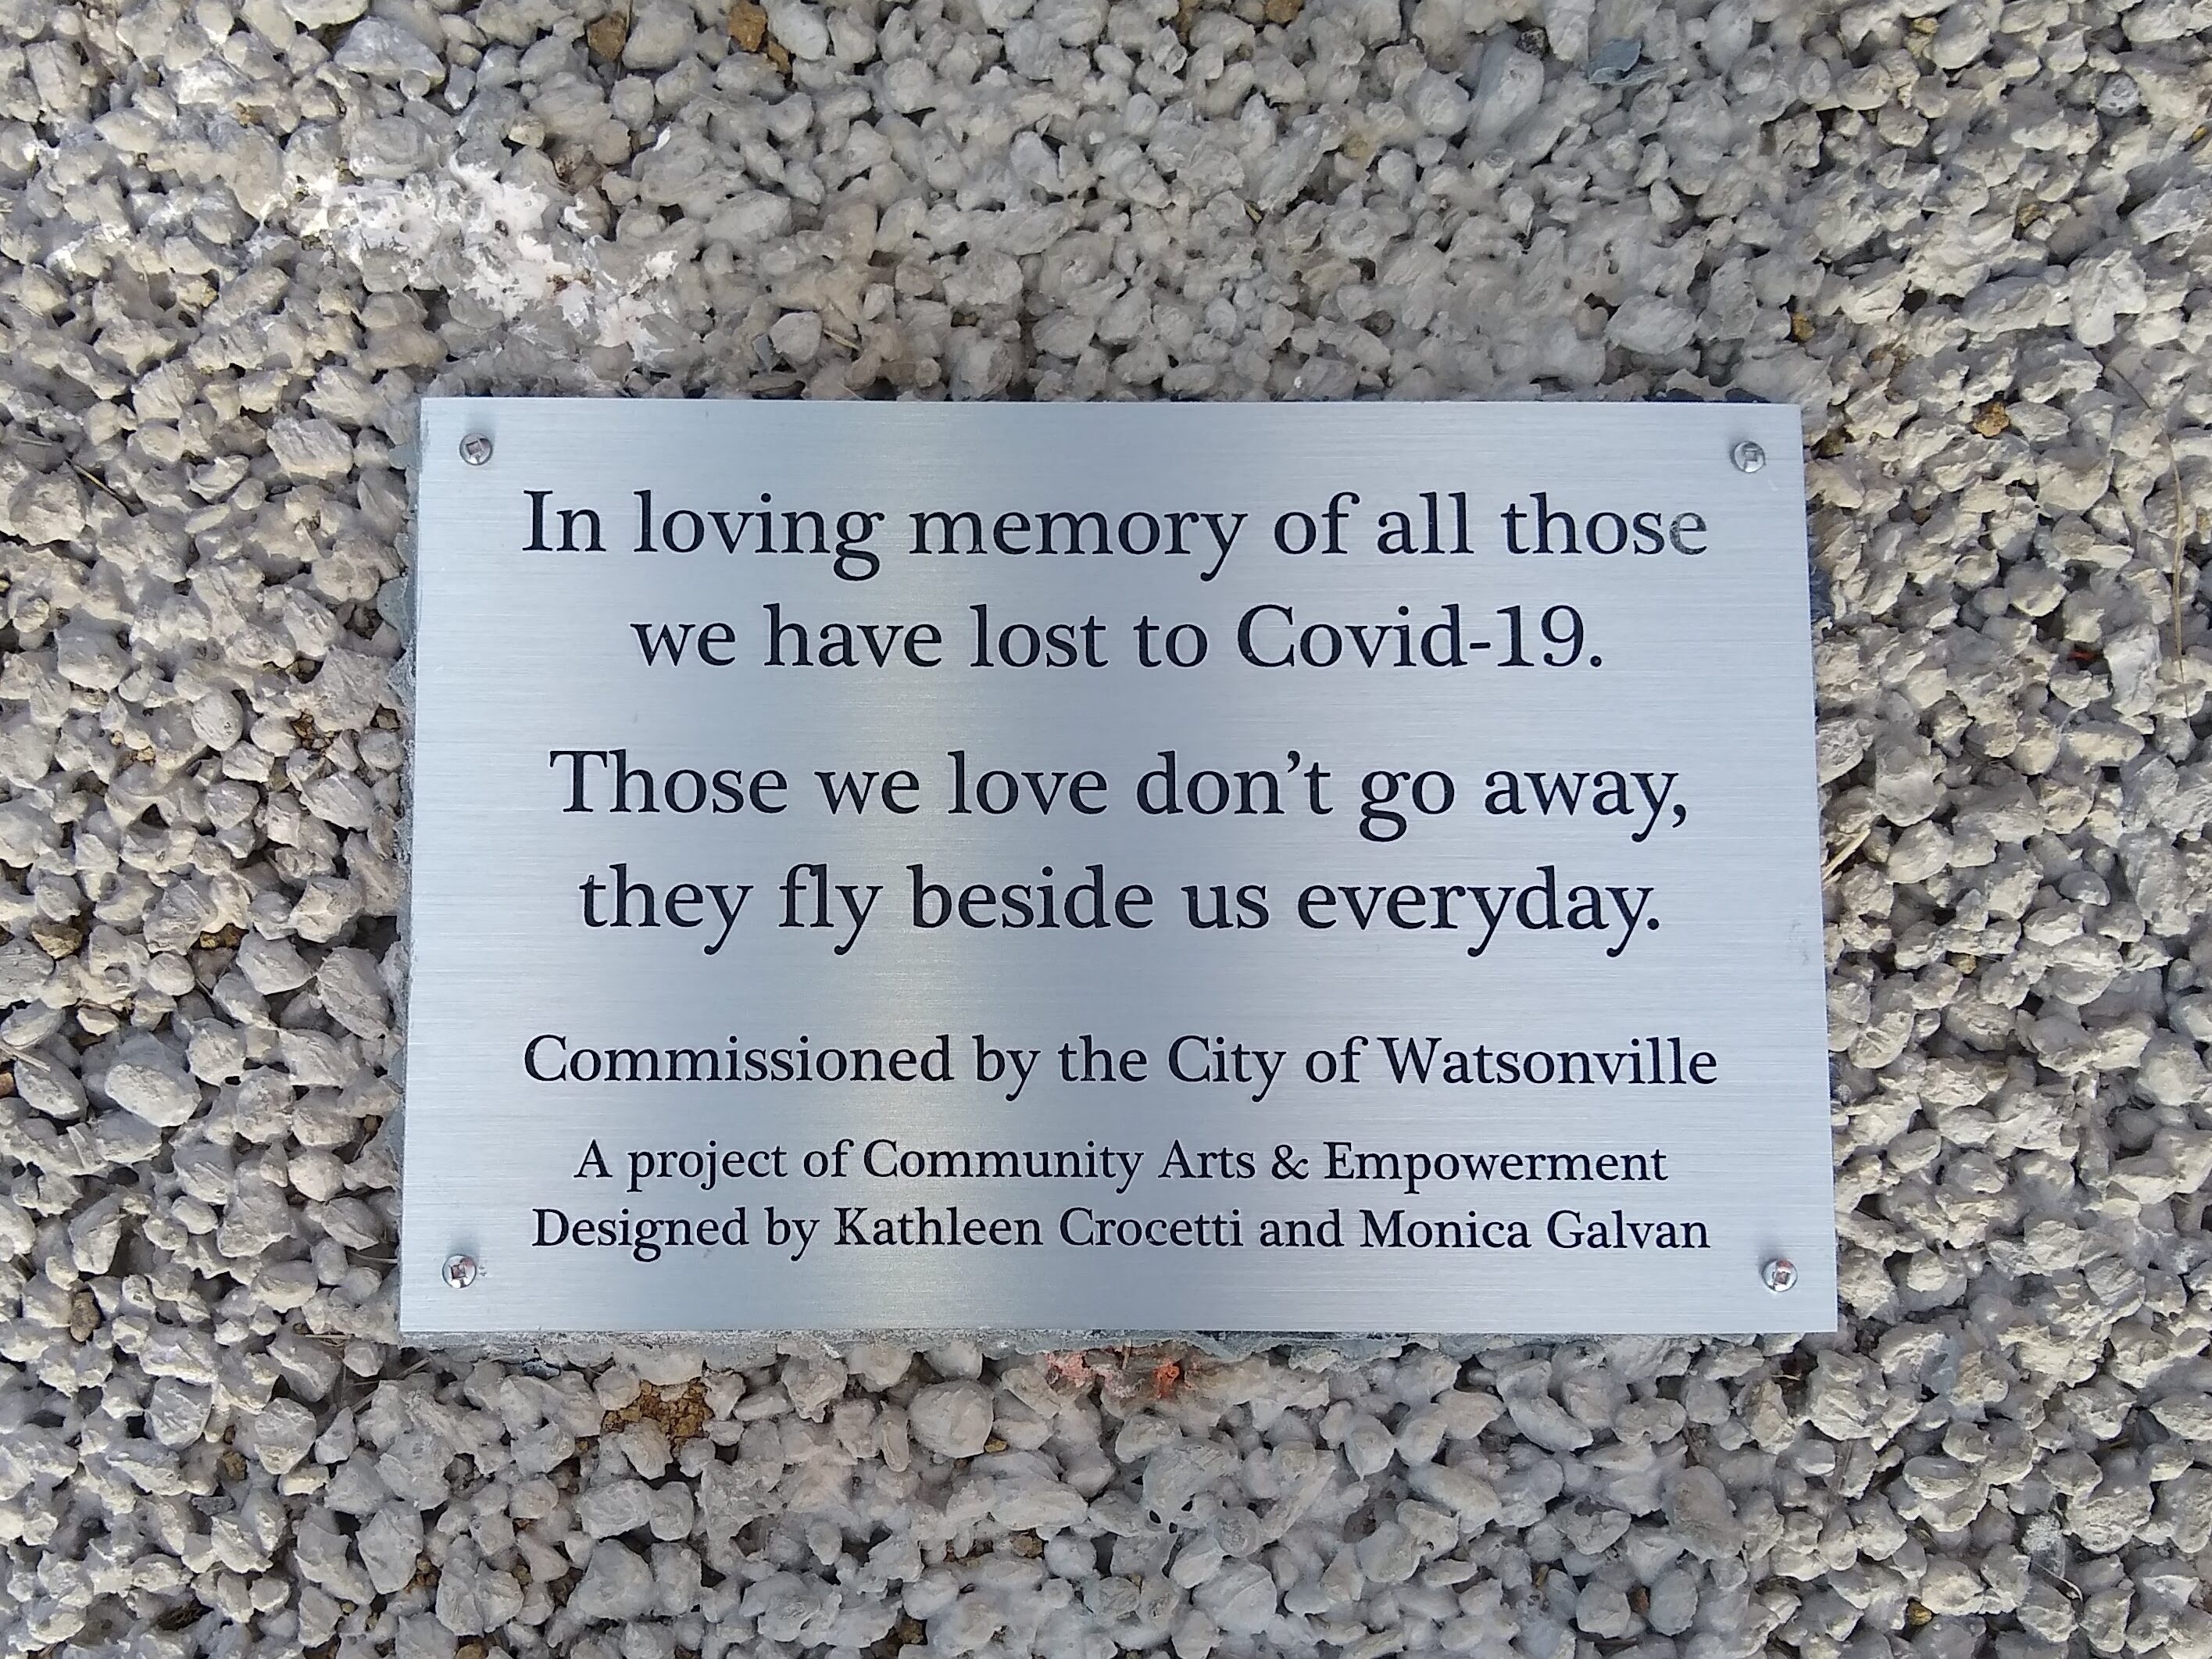 In loving memory of all those
we have lost to Covid-19.
Those we love don’t go away,
they fly beside us everyday.
Commissioned by the City of Watsonville
A project of Community Arts & Empowerment
Designed by Kathleen Crocetti and Monica Galvan